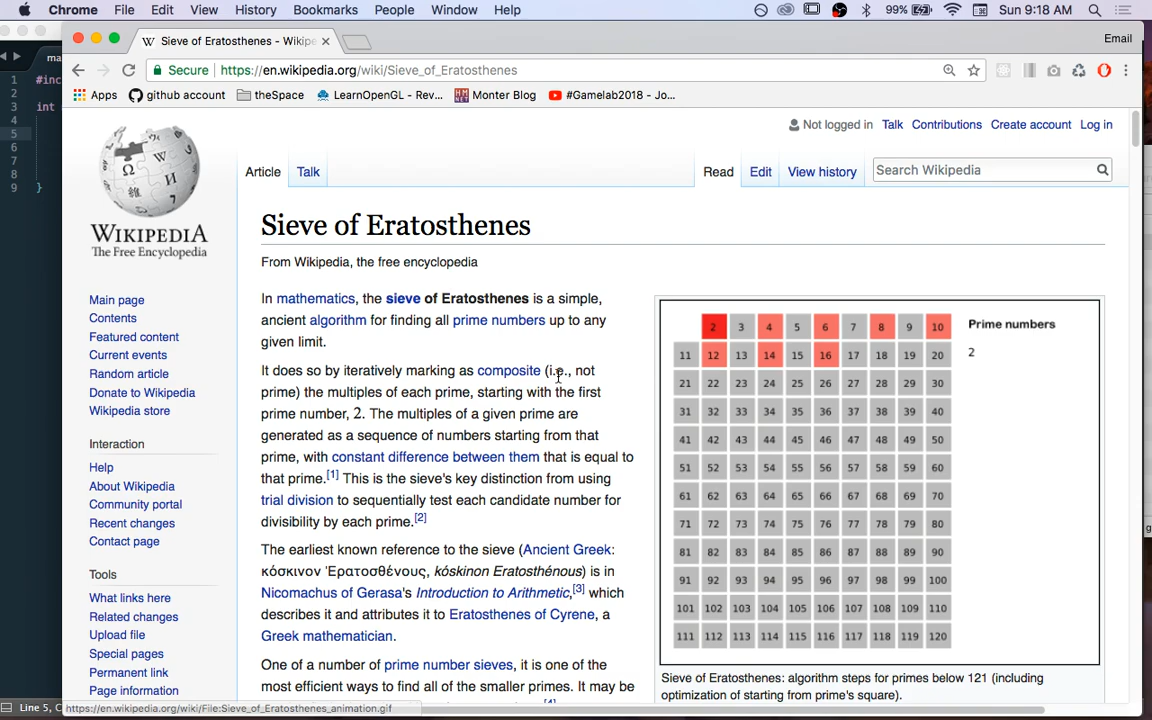 Chrome File Edit View History Bookmarks People Window Help 99% Sun 9:18 AM
Sieve of Eratosthenes - Wikipe Email
Secure https://en.wikipedia.org/wiki/Sieve_of_Eratosthenes
Apps github account theSpace LearnOpenGL - Rev... Monter Blog #Gamelab2018 - Jo...
1 #inc
2
3 int
4
5
6
7
8
9 }
Not logged in Talk Contributions Create account Log in
Article Talk Read Edit View history Search Wikipedia
WIKIPEDIA
The Free Encyclopedia
Main page
Contents
Featured content
Current events
Random article
Donate to Wikipedia
Wikipedia store
Interaction
Help
About Wikipedia
Community portal
Recent changes
Contact page
Tools
What links here
Related changes
Upload file
Special pages
Permanent link
Page information
Sieve of Eratosthenes
From Wikipedia, the free encyclopedia
In mathematics, the sieve of Eratosthenes is a simple,
ancient algorithm for finding all prime numbers up to any
given limit.
It does so by iteratively marking as composite (i.e., not
prime) the multiples of each prime, starting with the first
prime number, 2. The multiples of a given prime are
generated as a sequence of numbers starting from that
prime, with constant difference between them that is equal to
that prime.[1] This is the sieve's key distinction from using
trial division to sequentially test each candidate number for
divisibility by each prime.[2]
The earliest known reference to the sieve (Ancient Greek:
κόσκινον Ἐρατοσθένους, kóskinon Eratosthénous) is in
Nicomachus of Gerasa's Introduction to Arithmetic,[3] which
describes it and attributes it to Eratosthenes of Cyrene, a
Greek mathematician.
One of a number of prime number sieves, it is one of the
most efficient ways to find all of the smaller primes. It may be
2 3 4 5 6 7 8 9 10 Prime numbers
11 12 13 14 15 16 17 18 19 20 2
21 22 23 24 25 26 27 28 29 30
31 32 33 34 35 36 37 38 39 40
41 42 43 44 45 46 47 48 49 50
51 52 53 54 55 56 57 58 59 60
61 62 63 64 65 66 67 68 69 70
71 72 73 74 75 76 77 78 79 80
81 82 83 84 85 86 87 88 89 90
91 92 93 94 95 96 97 98 99 100
101 102 103 104 105 106 107 108 109 110
111 112 113 114 115 116 117 118 119 120
Sieve of Eratosthenes: algorithm steps for primes below 121 (including
optimization of starting from prime's square).
Line 5, C https://en.wikipedia.org/wiki/File:Sieve_of_Eratosthenes_animation.gif